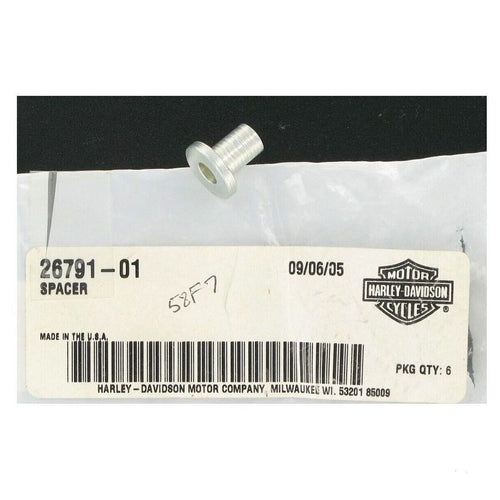 26791-01
SPACER
09/06/05
58F7
MOTOR
HARLEY-DAVIDSON
CYCLES
®
MADE IN THE U.S.A.
PKG QTY: 6
HARLEY-DAVIDSON MOTOR COMPANY, MILWAUKEE WI. 53201 85009